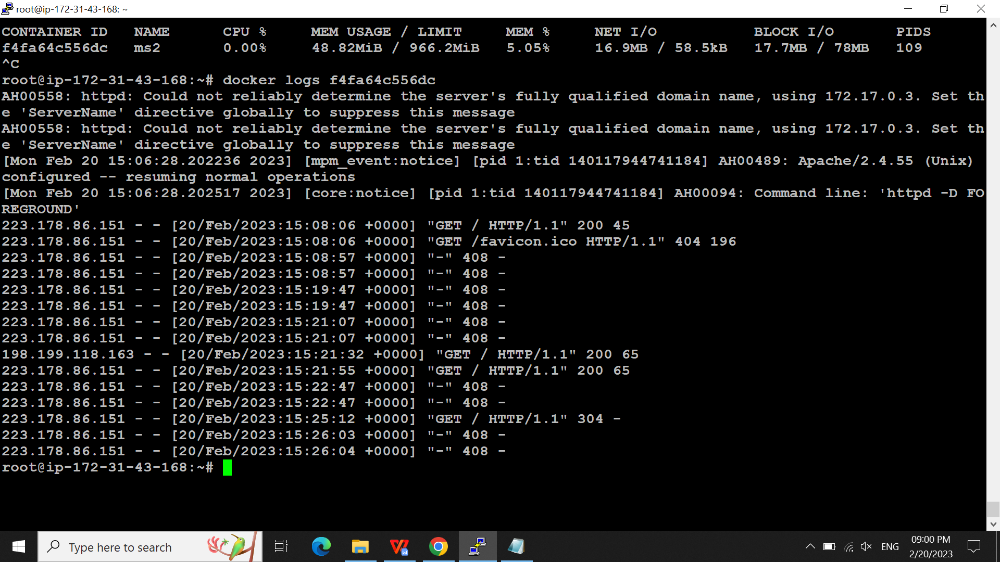 root@ip-172-31-43-168: ~
CONTAINER ID   NAME      CPU %     MEM USAGE / LIMIT     MEM %     NET I/O           BLOCK I/O       PIDS
f4fa64c556dc   ms2       0.00%     48.82MiB / 966.2MiB   5.05%     16.9MB / 58.5kB   17.7MB / 78MB   109
^C
root@ip-172-31-43-168:~# docker logs f4fa64c556dc
AH00558: httpd: Could not reliably determine the server's fully qualified domain name, using 172.17.0.3. Set th
e 'ServerName' directive globally to suppress this message
AH00558: httpd: Could not reliably determine the server's fully qualified domain name, using 172.17.0.3. Set th
e 'ServerName' directive globally to suppress this message
[Mon Feb 20 15:06:28.202236 2023] [mpm_event:notice] [pid 1:tid 140117944741184] AH00489: Apache/2.4.55 (Unix)
configured -- resuming normal operations
[Mon Feb 20 15:06:28.202517 2023] [core:notice] [pid 1:tid 140117944741184] AH00094: Command line: 'httpd -D FO
REGROUND'
223.178.86.151 - - [20/Feb/2023:15:08:06 +0000] "GET / HTTP/1.1" 200 45
223.178.86.151 - - [20/Feb/2023:15:08:06 +0000] "GET /favicon.ico HTTP/1.1" 404 196
223.178.86.151 - - [20/Feb/2023:15:08:57 +0000] "-" 408 -
223.178.86.151 - - [20/Feb/2023:15:08:57 +0000] "-" 408 -
223.178.86.151 - - [20/Feb/2023:15:19:47 +0000] "-" 408 -
223.178.86.151 - - [20/Feb/2023:15:19:47 +0000] "-" 408 -
223.178.86.151 - - [20/Feb/2023:15:21:07 +0000] "-" 408 -
223.178.86.151 - - [20/Feb/2023:15:21:07 +0000] "-" 408 -
198.199.118.163 - - [20/Feb/2023:15:21:32 +0000] "GET / HTTP/1.1" 200 65
223.178.86.151 - - [20/Feb/2023:15:21:55 +0000] "GET / HTTP/1.1" 200 65
223.178.86.151 - - [20/Feb/2023:15:22:47 +0000] "-" 408 -
223.178.86.151 - - [20/Feb/2023:15:22:47 +0000] "-" 408 -
223.178.86.151 - - [20/Feb/2023:15:25:12 +0000] "GET / HTTP/1.1" 304 -
223.178.86.151 - - [20/Feb/2023:15:26:03 +0000] "-" 408 -
223.178.86.151 - - [20/Feb/2023:15:26:04 +0000] "-" 408 -
root@ip-172-31-43-168:~#
Type here to search
ENG
09:00 PM
2/20/2023